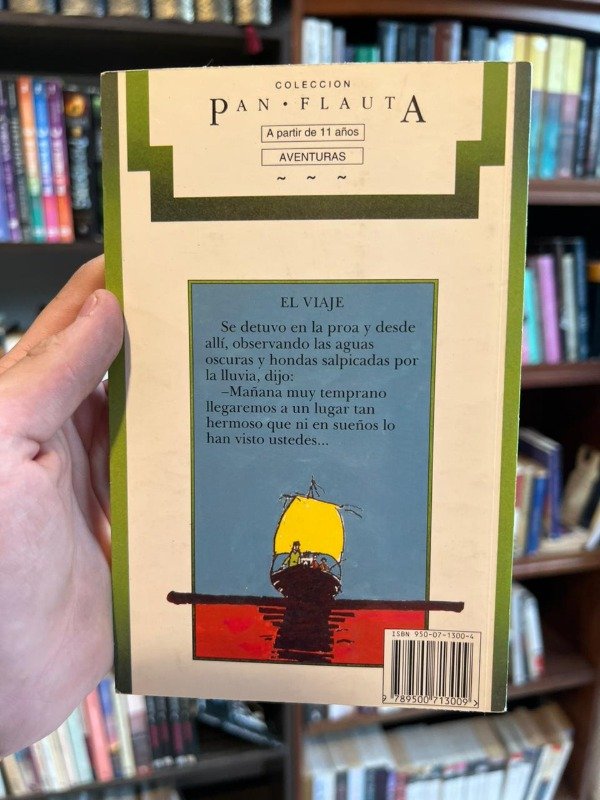 COLECCION
PAN • FLAUTA
A partir de 11 años
AVENTURAS
~ ~ ~
EL VIAJE
Se detuvo en la proa y desde
allí, observando las aguas
oscuras y hondas salpicadas por
la lluvia, dijo:
–Mañana muy temprano
llegaremos a un lugar tan
hermoso que ni en sueños lo
han visto ustedes...
ISBN 950-07-1300-4
789500 713009